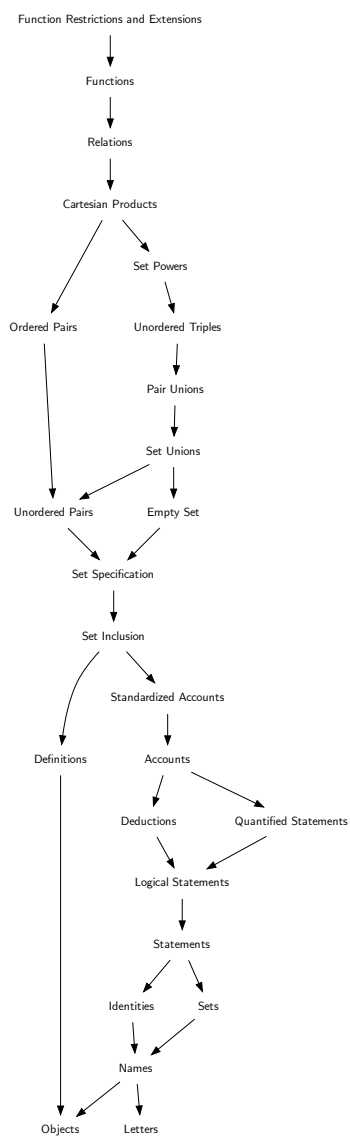 Function Restrictions and Extensions
Functions
Relations
Cartesian Products
Set Powers
Ordered Pairs
Unordered Triples
Pair Unions
Set Unions
Unordered Pairs
Empty Set
Set Specification
Set Inclusion
Standardized Accounts
Definitions
Accounts
Deductions
Quantified Statements
Logical Statements
Statements
Identities
Sets
Names
Objects
Letters